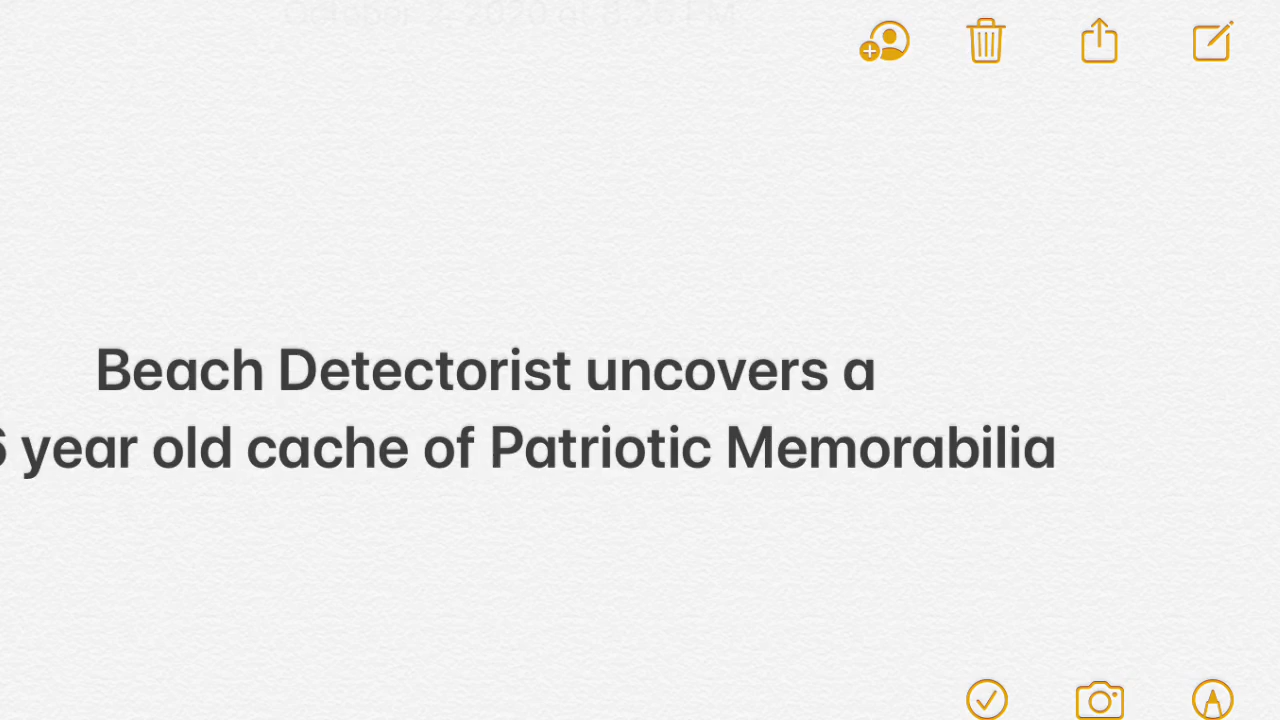 Beach Detectorist uncovers a
year old cache of Patriotic Memorabilia